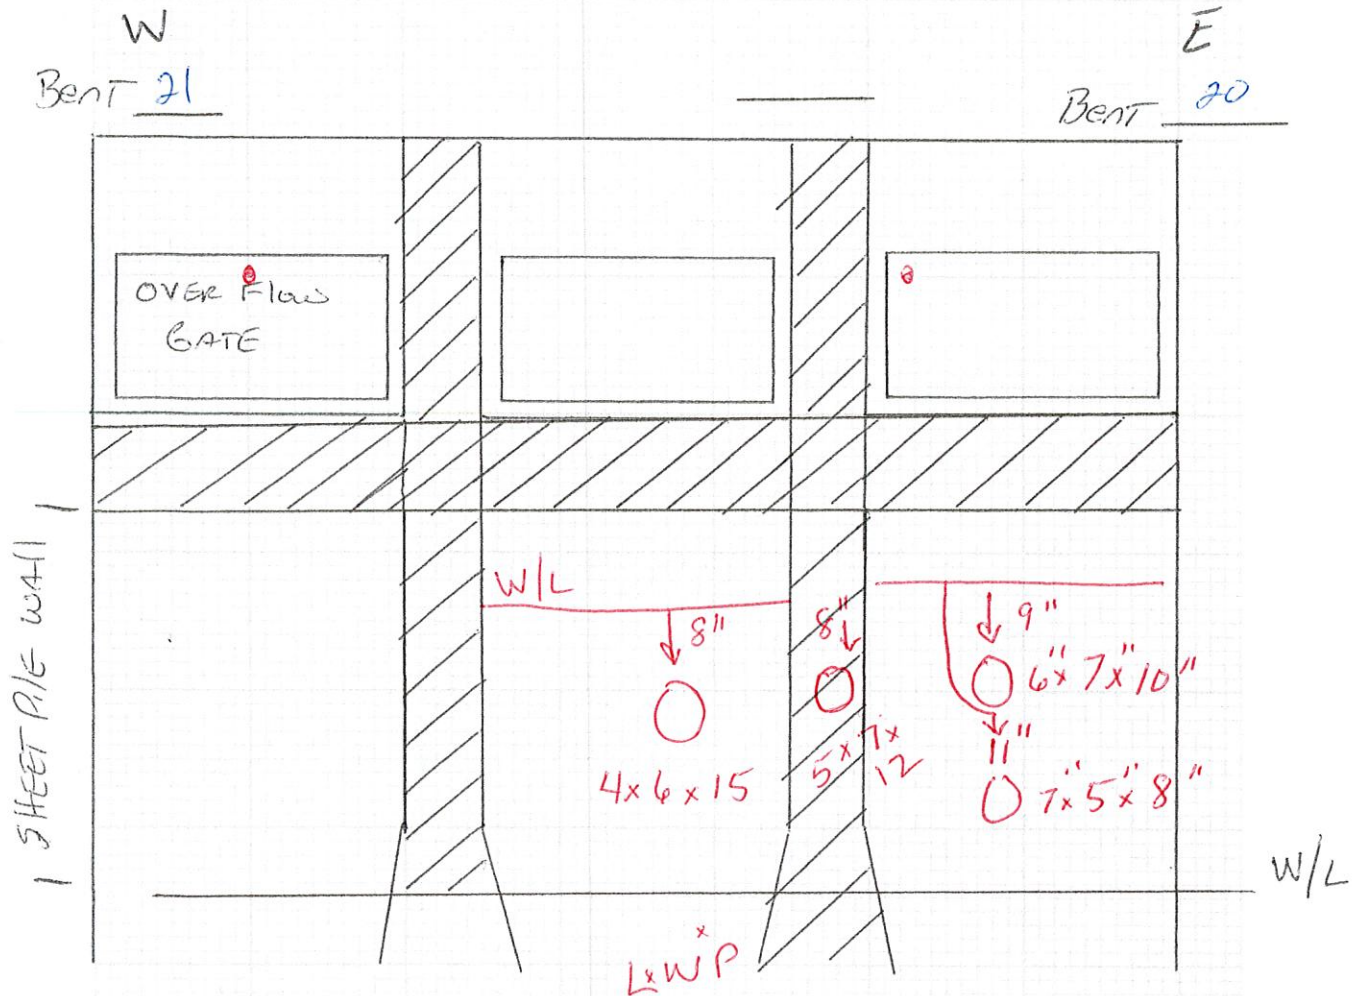 W
E
Bent 21
Bent 20
OVER Flow
GATE
SHEET Pile wall
W/L
8"
8"
9"
6" x 7" x 10"
4 x 6 x 15
5 x 7 x
12
11"
7" x 5" x 8"
W/L
L x W x P